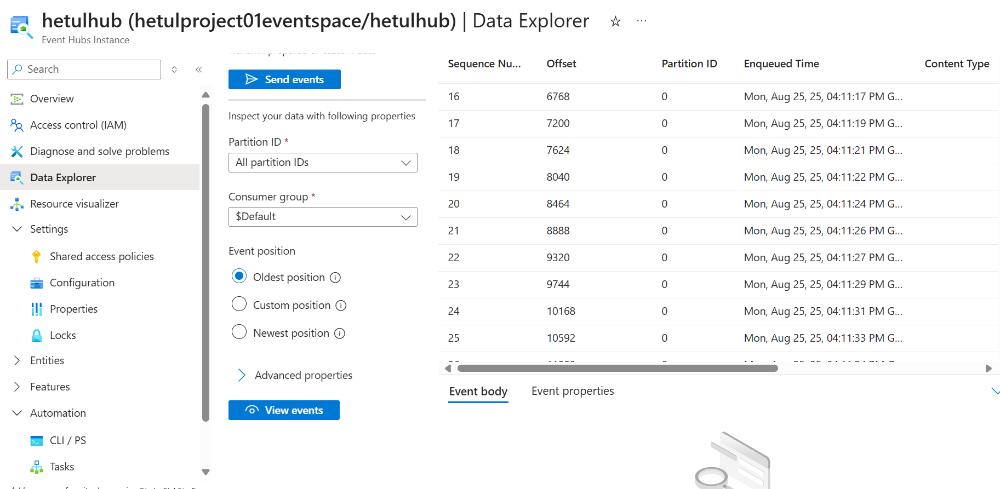 hetulhub (hetulproject01eventspace/hetulhub) | Data Explorer
Event Hubs Instance
Search
Overview
Access control (IAM)
Diagnose and solve problems
Data Explorer
Resource visualizer
Settings
Shared access policies
Configuration
Properties
Locks
Entities
Features
Automation
CLI / PS
Tasks
Send events
Inspect your data with following properties
Partition ID *
All partition IDs
Consumer group *
$Default
Event position
Oldest position
Custom position
Newest position
Advanced properties
View events
Sequence Nu... Offset Partition ID Enqueued Time Content Type
16 6768 0 Mon, Aug 25, 25, 04:11:17 PM G...
17 7200 0 Mon, Aug 25, 25, 04:11:19 PM G...
18 7624 0 Mon, Aug 25, 25, 04:11:21 PM G...
19 8040 0 Mon, Aug 25, 25, 04:11:22 PM G...
20 8464 0 Mon, Aug 25, 25, 04:11:24 PM G...
21 8888 0 Mon, Aug 25, 25, 04:11:26 PM G...
22 9320 0 Mon, Aug 25, 25, 04:11:27 PM G...
23 9744 0 Mon, Aug 25, 25, 04:11:29 PM G...
24 10168 0 Mon, Aug 25, 25, 04:11:31 PM G...
25 10592 0 Mon, Aug 25, 25, 04:11:33 PM G...
Event body Event properties